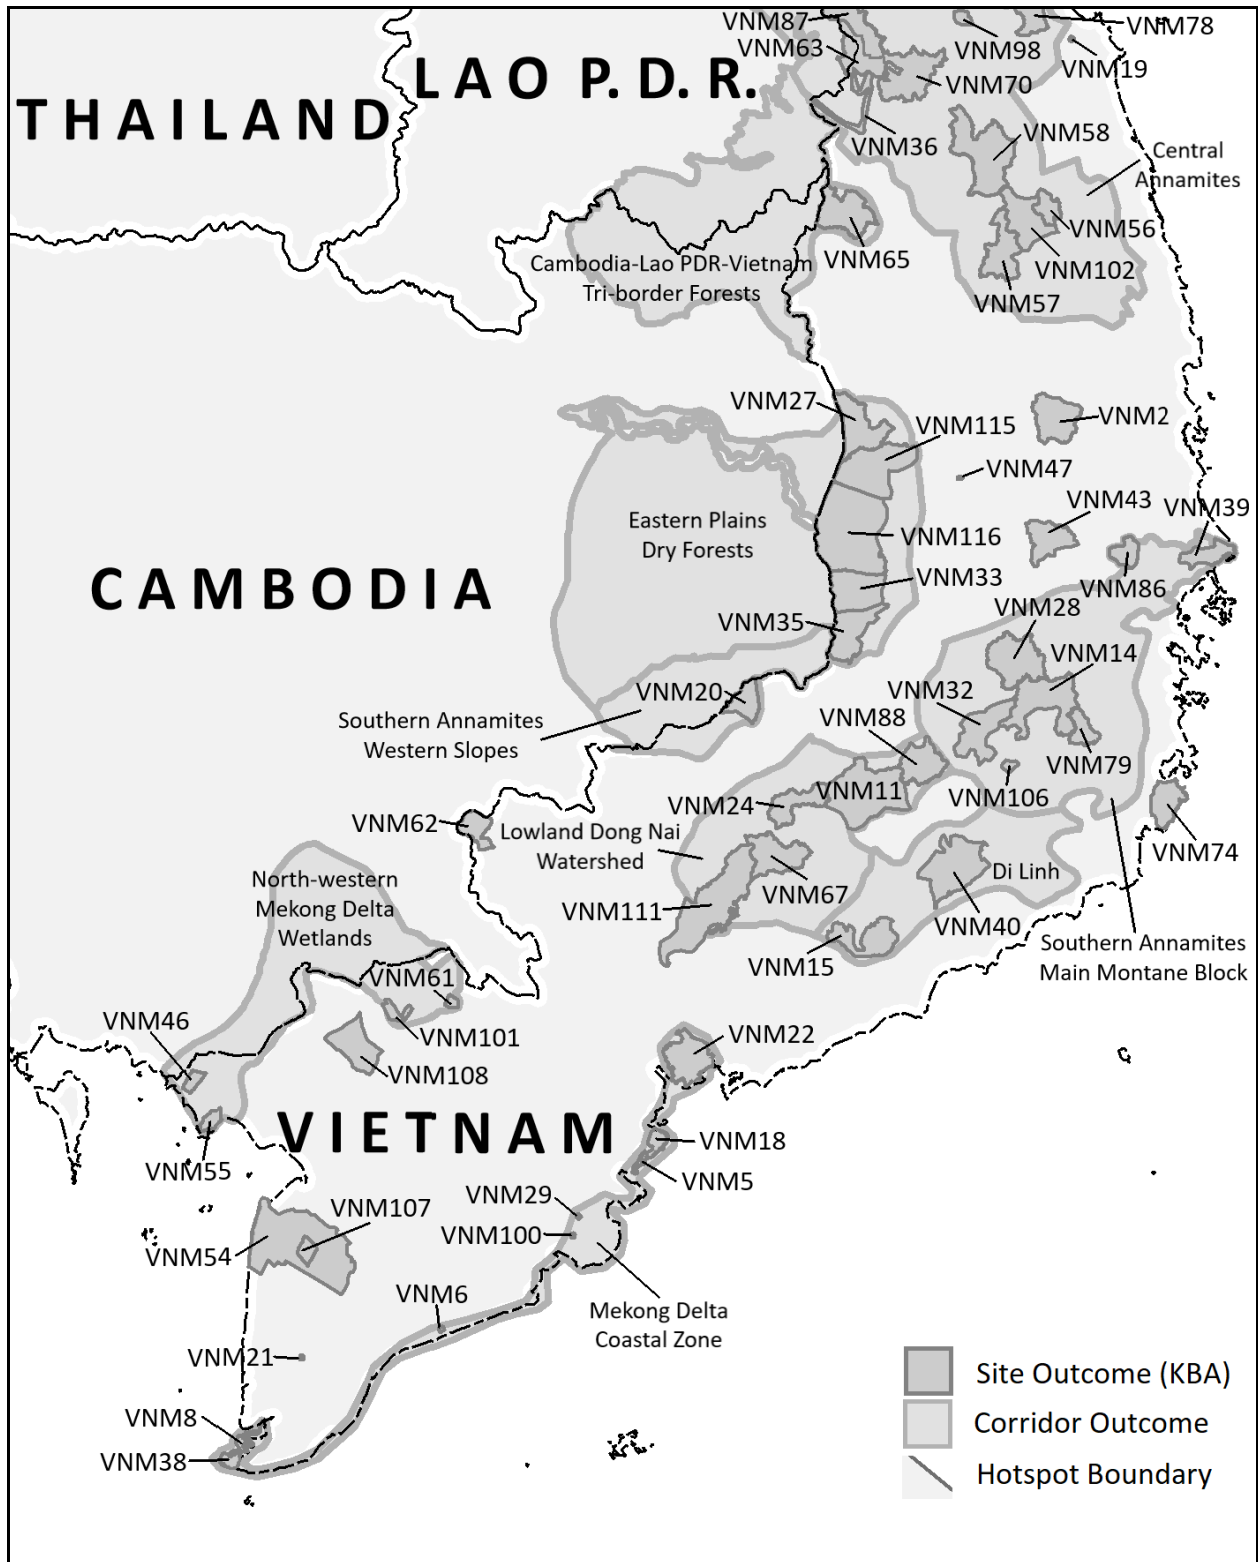 VNM87
VNM78
VNM63
VNM98
VNM19
LAO P.D.R.
VNM70
THAILAND
VNM36
VNM58
Central
Annamites
VNM56
VNM65
Cambodia-Lao PDR-Vietnam
Tri-border Forests
VNM102
VNM57
VNM27
VNM2
VNM115
VNM47
VNM43
VNM39
Eastern Plains
Dry Forests
VNM116
VNM33
CAMBODIA
VNM86
VNM28
VNM35
VNM14
VNM20
VNM32
VNM88
Southern Annamites
Western Slopes
VNM79
VNM11
VNM106
VNM24
VNM62
Lowland Dong Nai
Watershed
VNM74
North-western
Mekong Delta
Wetlands
Di Linh
VNM67
VNM111
VNM40
Southern Annamites
Main Montane Block
VNM15
VNM61
VNM46
VNM101
VNM22
VNM108
VIETNAM
VNM18
VNM55
VNM5
VNM29
VNM107
VNM100
VNM54
VNM6
Mekong Delta
Coastal Zone
VNM21
Site Outcome (KBA)
VNM8
Corridor Outcome
VNM38
Hotspot Boundary